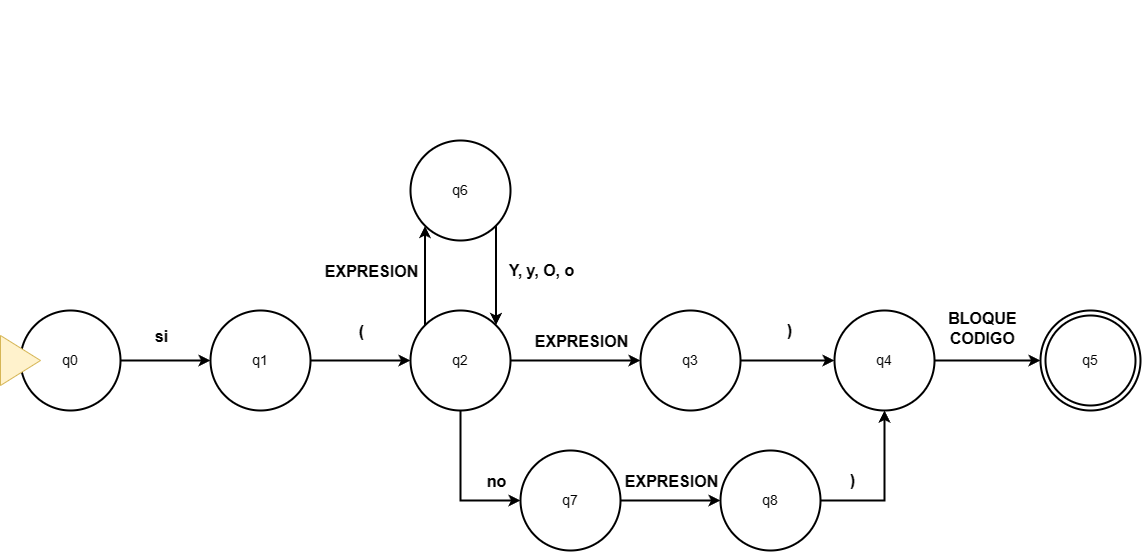 q6
EXPRESION
Y, y, O, o
q0
si
q1
(
q2
EXPRESION
q3
)
q4
BLOQUE
CODIGO
q5
no
q7
EXPRESION
q8
)